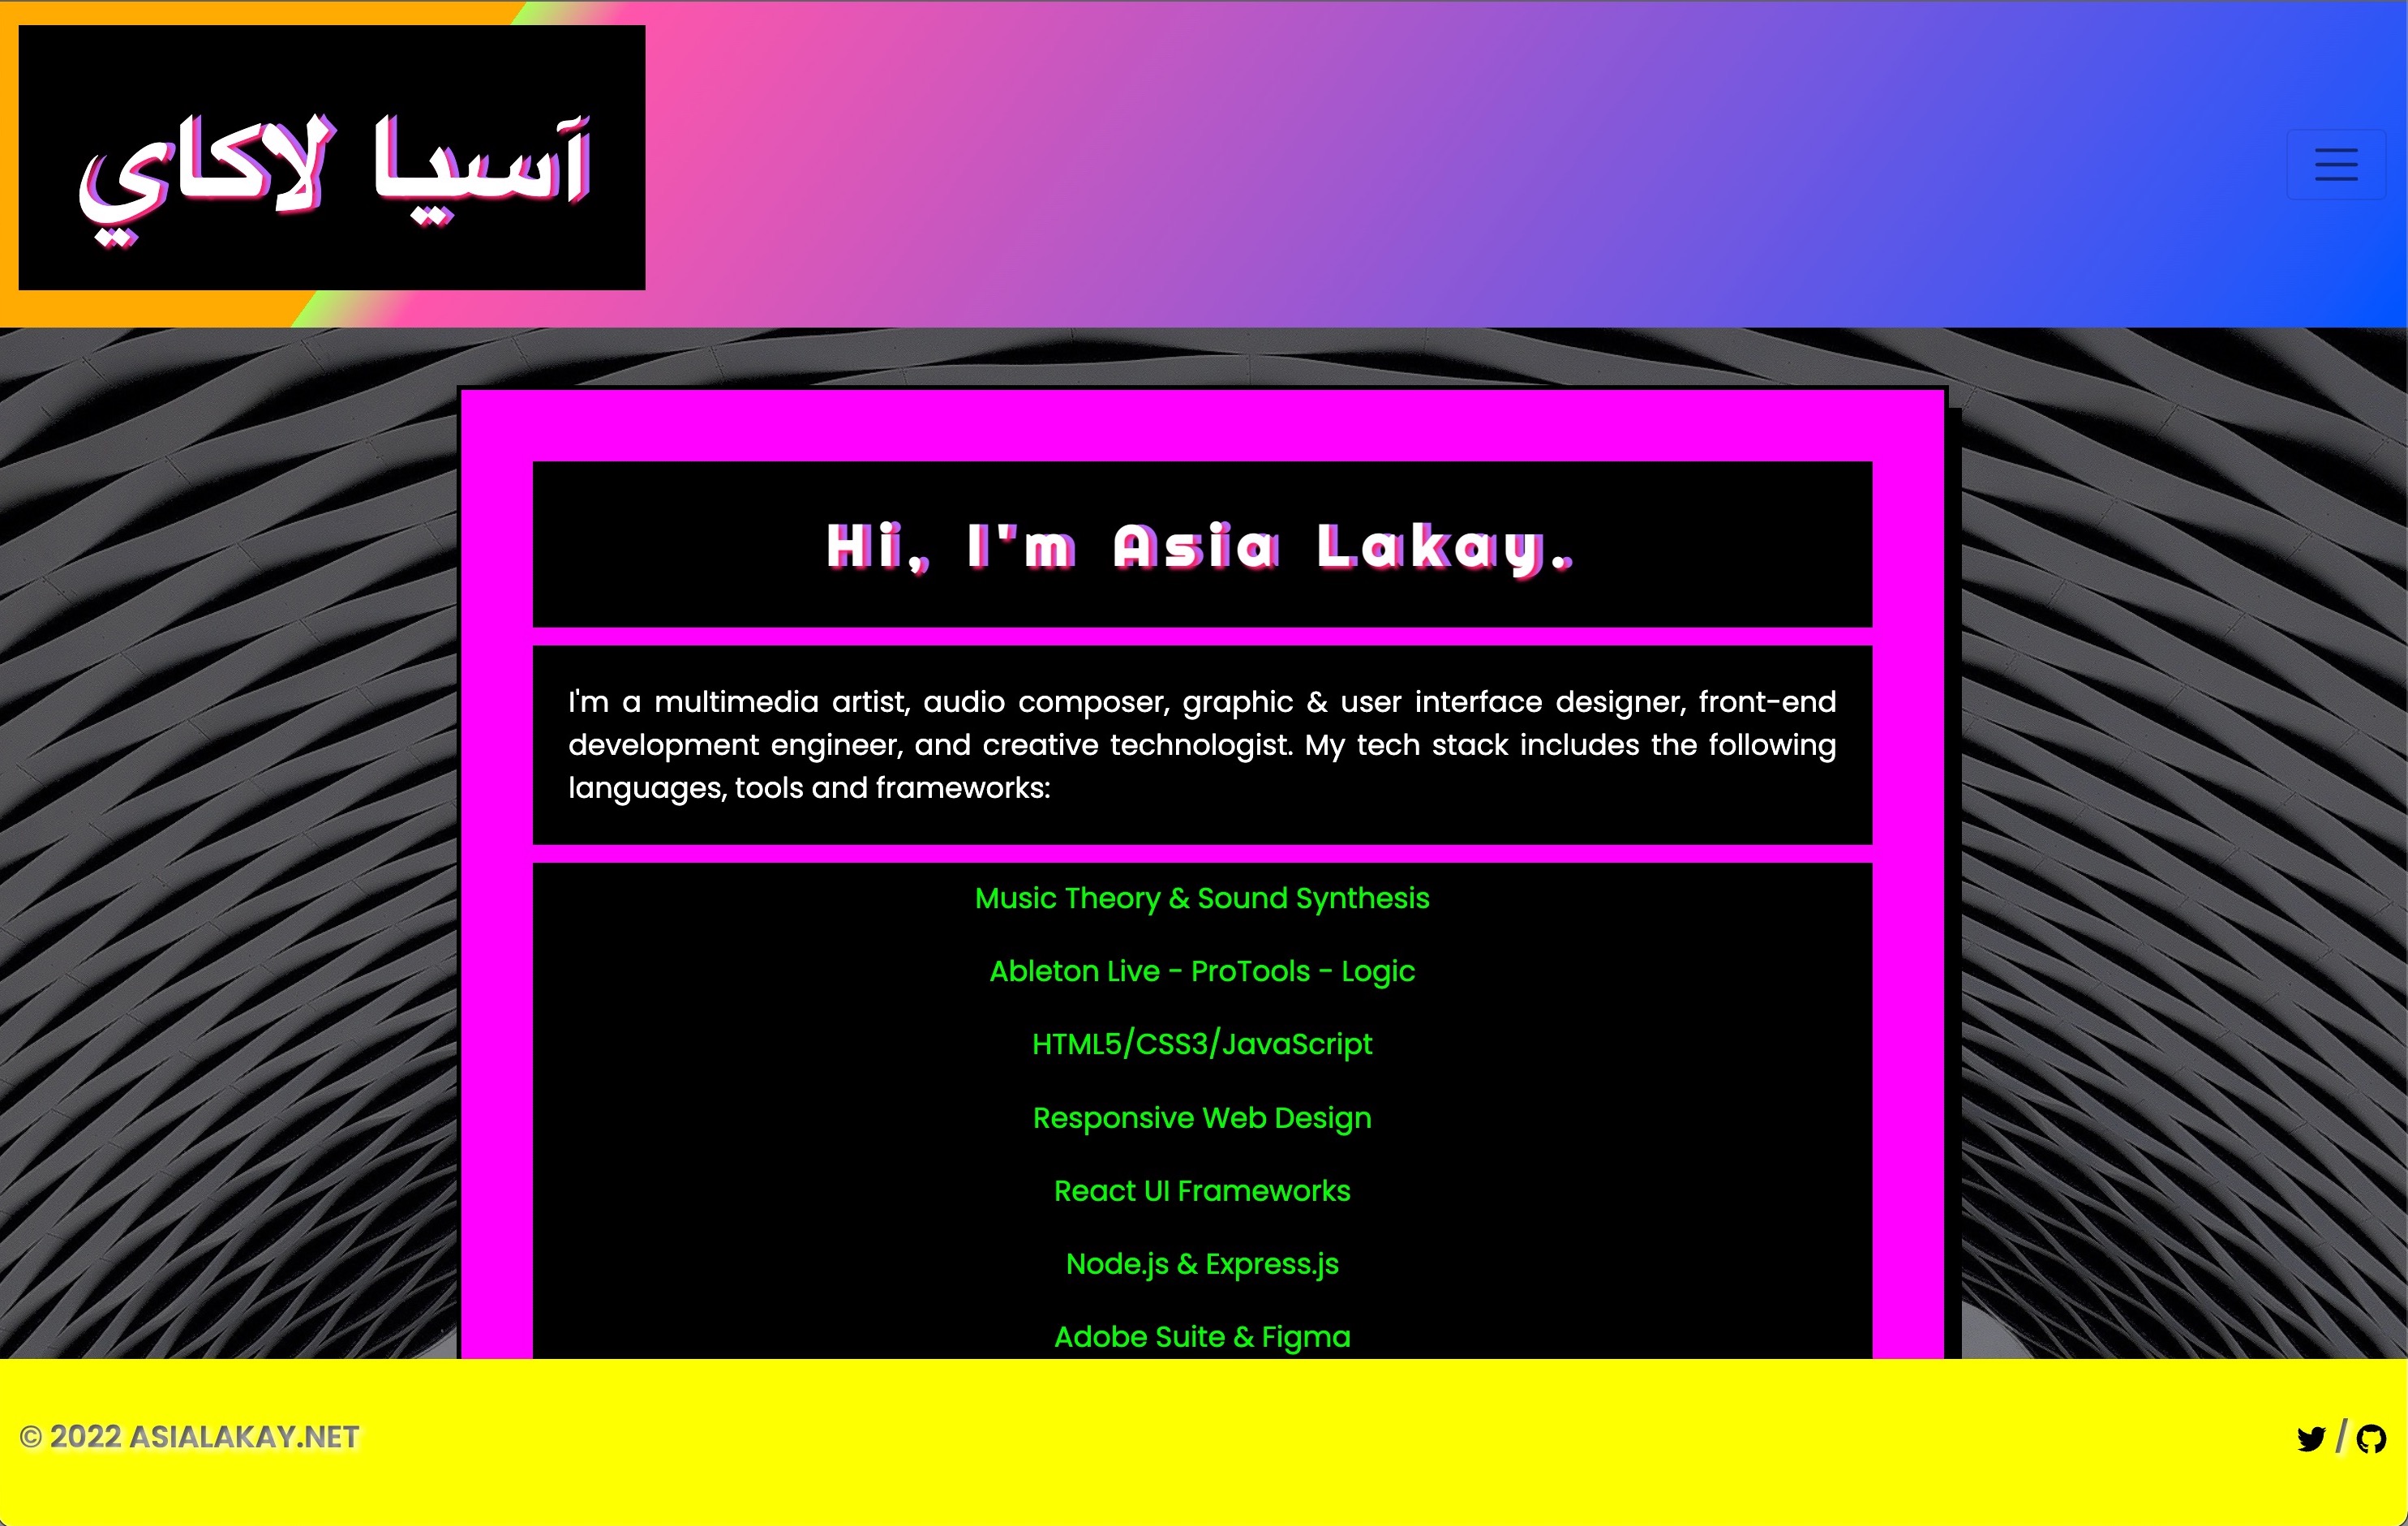 آسيا لاكاي
Hi, I'm Asia Lakay.
I'm a multimedia artist, audio composer, graphic & user interface designer, front-end
development engineer, and creative technologist. My tech stack includes the following
languages, tools and frameworks:
Music Theory & Sound Synthesis
Ableton Live - ProTools - Logic
HTML5/CSS3/JavaScript
Responsive Web Design
React UI Frameworks
Node.js & Express.js
Adobe Suite & Figma
© 2022 ASIALAKAY.NET
/